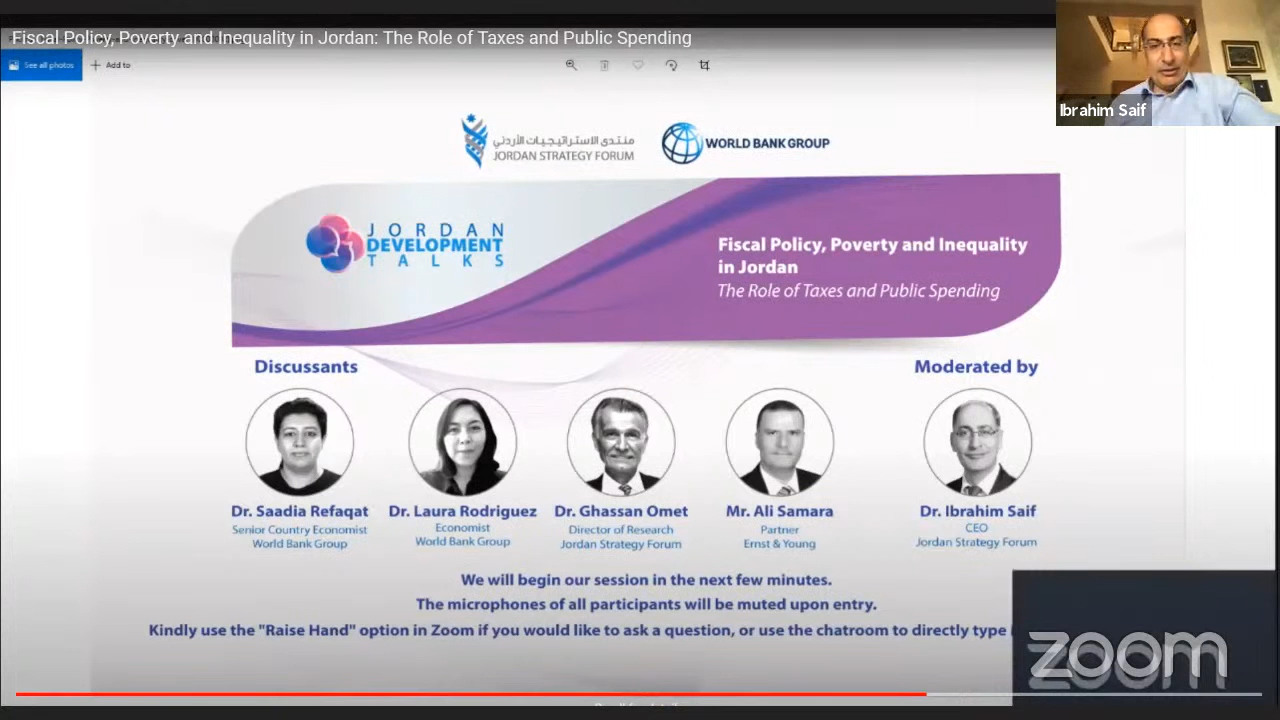 Fiscal Policy, Poverty and Inequality in Jordan: The Role of Taxes and Public Spending
See all photos
Add to
Ibrahim Saif
منتدى الاستراتيجيات الأردني
JORDAN STRATEGY FORUM
WORLD BANK GROUP
JORDAN
DEVELOPMENT
TALKS
Fiscal Policy, Poverty and Inequality
in Jordan
The Role of Taxes and Public Spending
Discussants
Moderated by
Dr. Saadia Refaqat
Senior Country Economist
World Bank Group
Dr. Laura Rodriguez
Economist
World Bank Group
Dr. Ghassan Omet
Director of Research
Jordan Strategy Forum
Mr. Ali Samara
Partner
Ernst & Young
Dr. Ibrahim Saif
CEO
Jordan Strategy Forum
We will begin our session in the next few minutes.
The microphones of all participants will be muted upon entry.
Kindly use the "Raise Hand" option in Zoom if you would like to ask a question, or use the chatroom to directly type
zoom